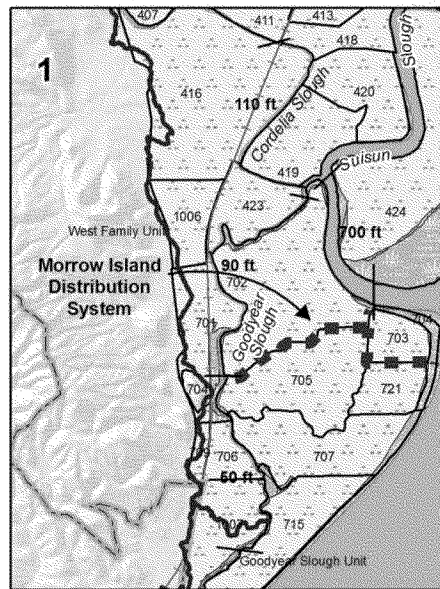 407
411
413
418
1
416
420
Slough
110 ft
Cordelia Slough
Suisun
419
1006
423
424
West Family Unit
700 ft
Morrow Island
Distribution
System
90 ft
702
701
Goodyear
Slough
703
704
705
721
706
707
50 ft
715
Goodyear Slough Unit